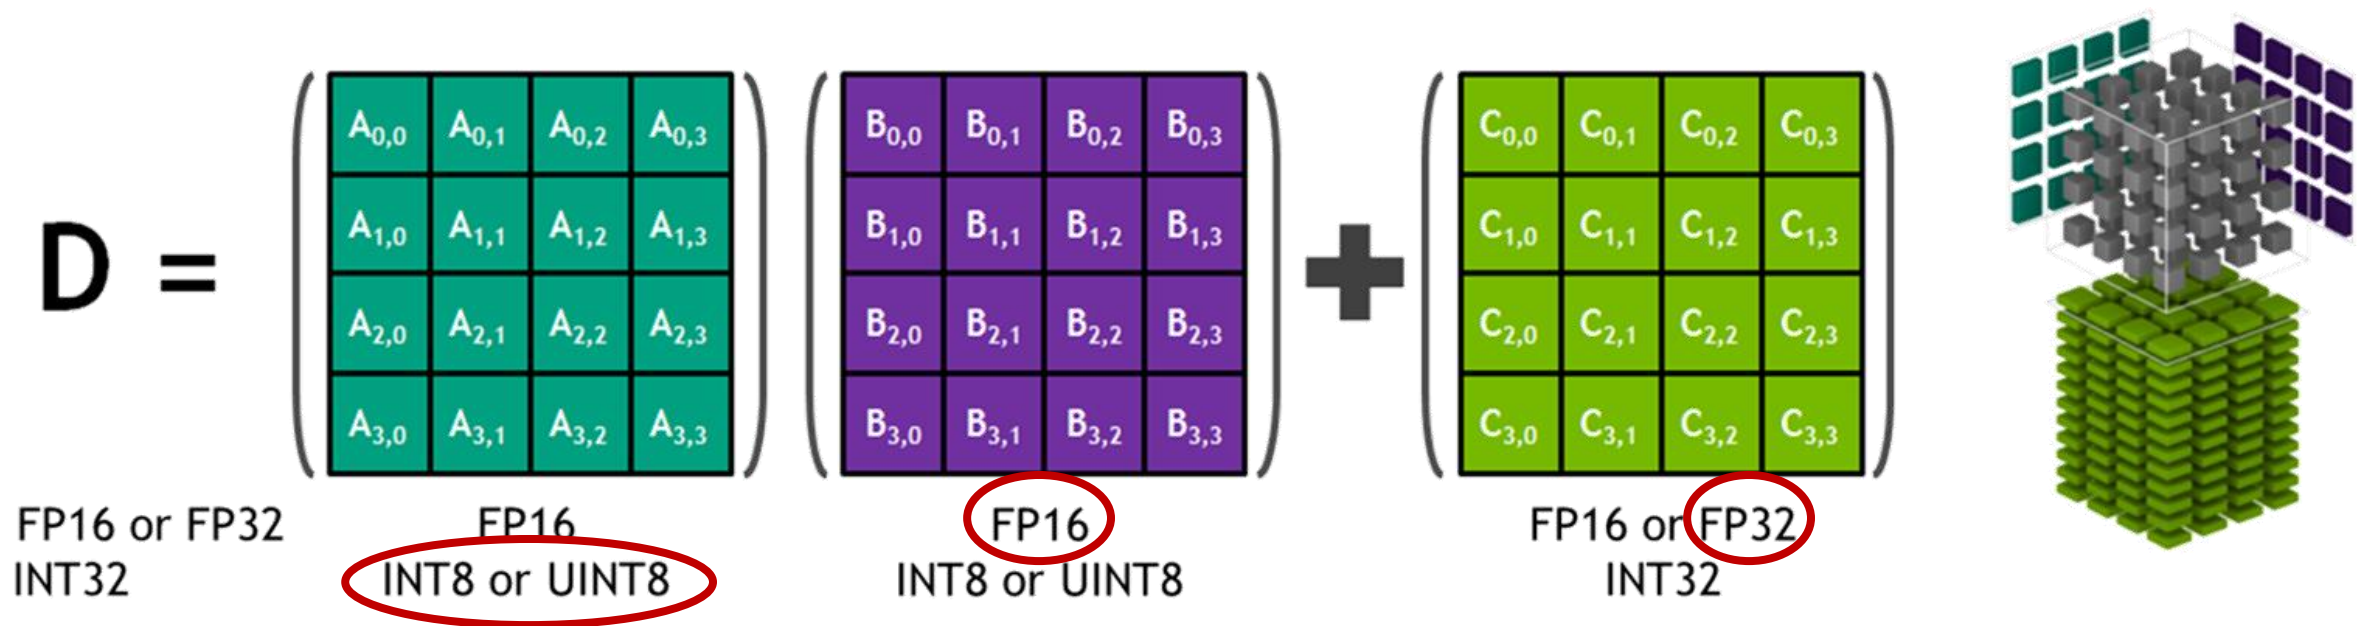 D = 
A0,0 A0,1 A0,2 A0,3 B0,0 B0,1 B0,2 B0,3 C0,0 C0,1 C0,2 C0,3
A1,0 A1,1 A1,2 A1,3 B1,0 B1,1 B1,2 B1,3 + C1,0 C1,1 C1,2 C1,3
A2,0 A2,1 A2,2 A2,3 B2,0 B2,1 B2,2 B2,3 C2,0 C2,1 C2,2 C2,3
A3,0 A3,1 A3,2 A3,3 B3,0 B3,1 B3,2 B3,3 C3,0 C3,1 C3,2 C3,3
FP16 or FP32 FP16 FP16 FP16 or FP32
INT32 INT8 or UINT8 INT8 or UINT8 INT32